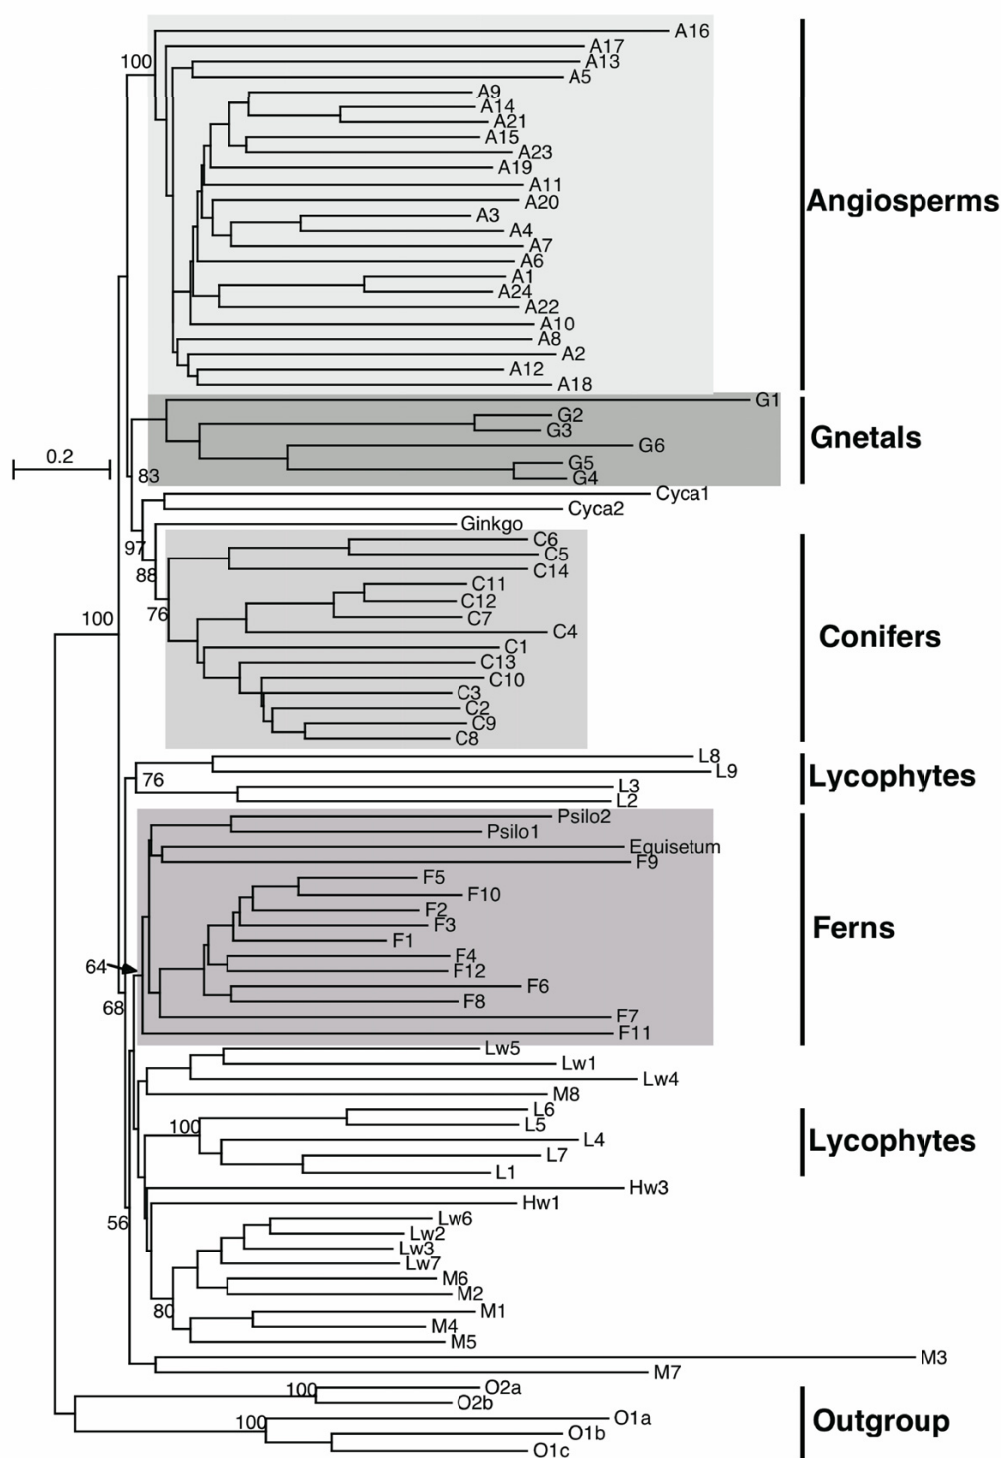 A16
A17
100
A13
A5
A9
A14
A21
A15
A23
A19
A11
A20
Angiosperms
A3
A4
A7
A6
A1
A24
A22
A10
A8
A2
A12
A18
G1
G2
G3
Gnetals
G6
0.2
G5
83
G4
Cyca1
Cyca2
Ginkgo
C6
97
C5
C14
88
C11
C12
76
C7
100
C4
Conifers
C1
C13
C10
C3
C2
C9
C8
L8
L9
76
Lycophytes
L3
L2
Psilo2
Psilo1
Equisetum
F9
F5
F10
F2
F3
Ferns
F1
F4
64
F12
F6
F8
68
F7
F11
Lw5
Lw1
Lw4
M8
L6
L5
100
L4
Lycophytes
L7
L1
Hw3
Hw1
Lw6
56
Lw2
Lw3
Lw7
M6
M2
80
M1
M4
M5
M3
M7
O2a
100
O2b
O1a
100
Outgroup
O1b
O1c